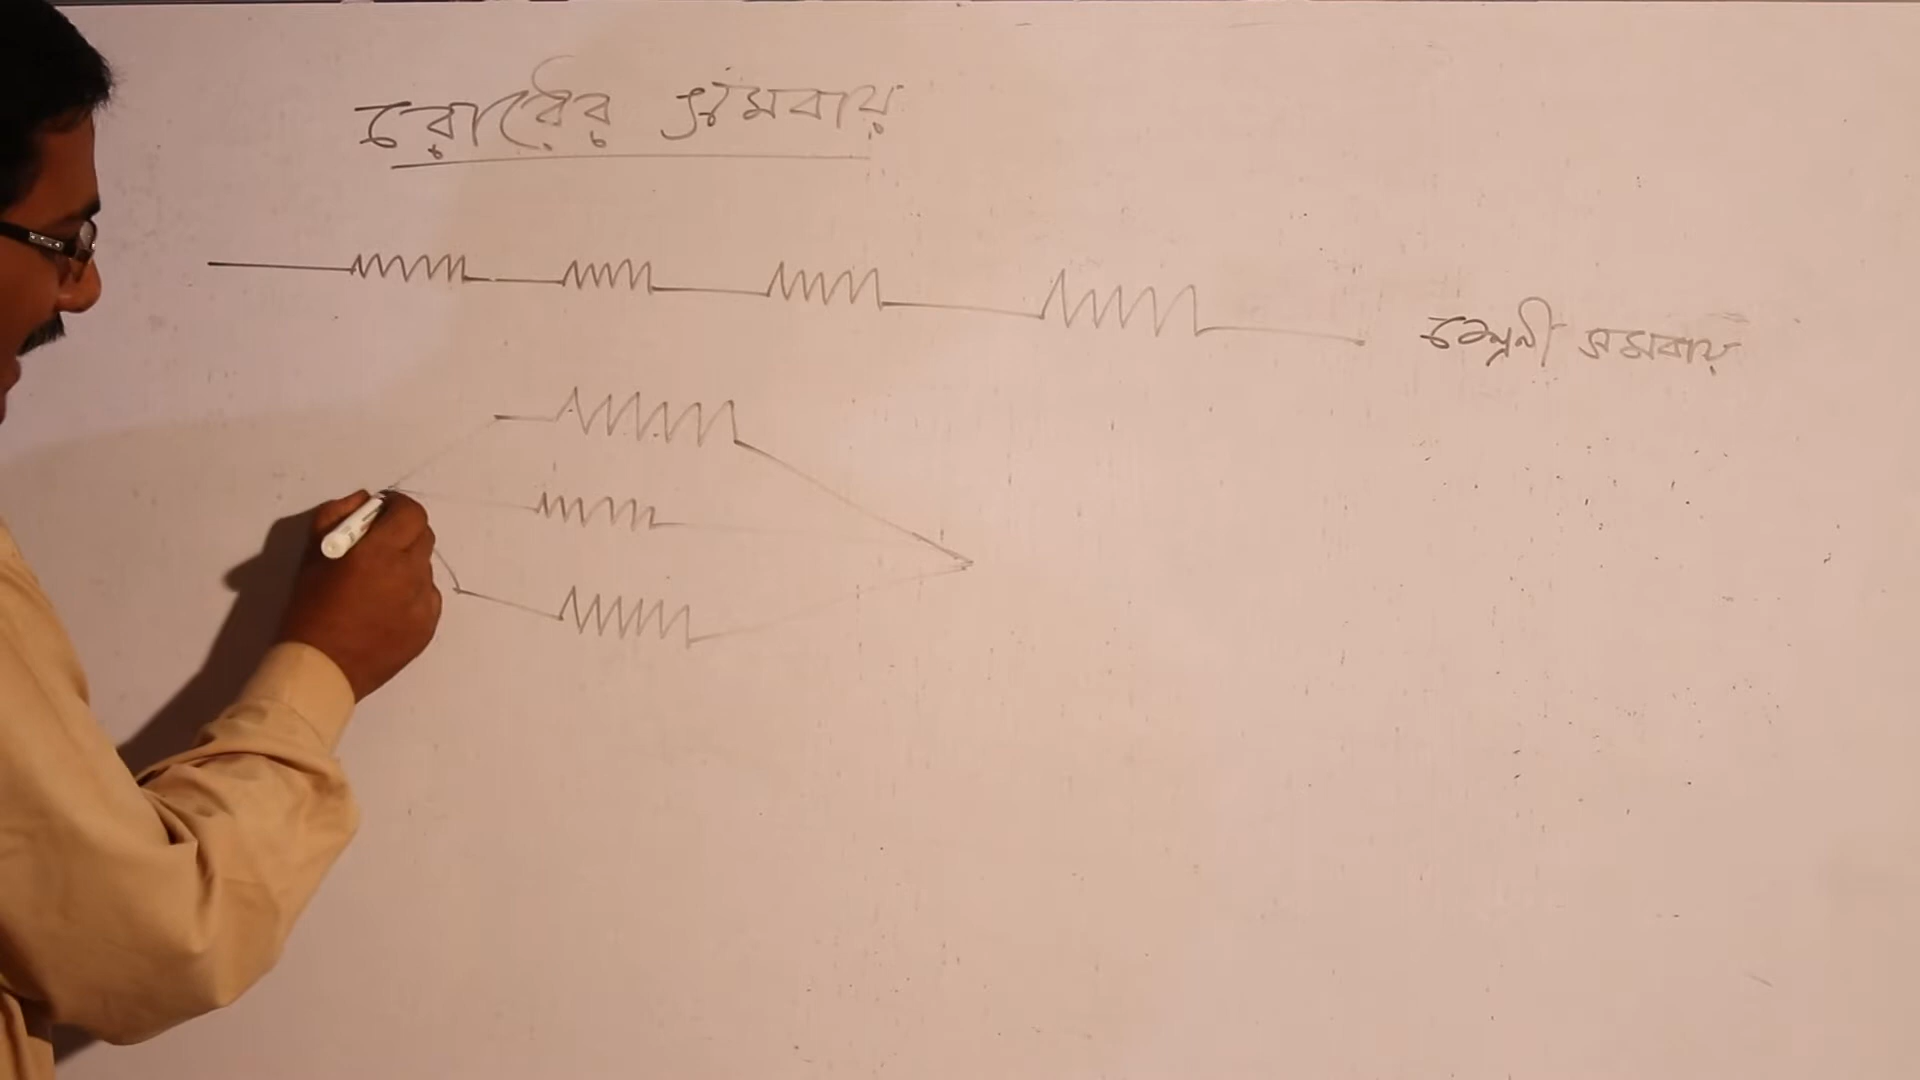 রোধের সমবায়
শ্রেনী সমবায়